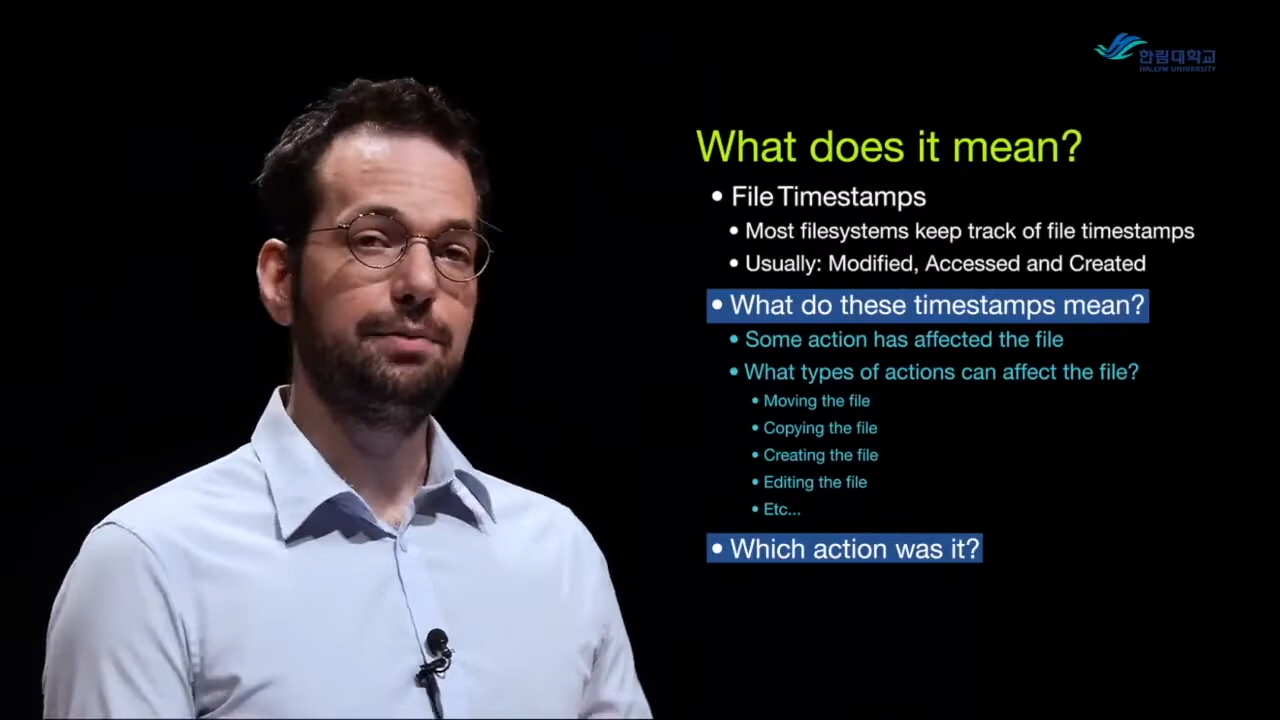 한림대학교
HALLYM UNIVERSITY
What does it mean?
• File Timestamps
• Most filesystems keep track of file timestamps
• Usually: Modified, Accessed and Created
• What do these timestamps mean?
• Some action has affected the file
• What types of actions can affect the file?
• Moving the file
• Copying the file
• Creating the file
• Editing the file
• Etc...
• Which action was it?